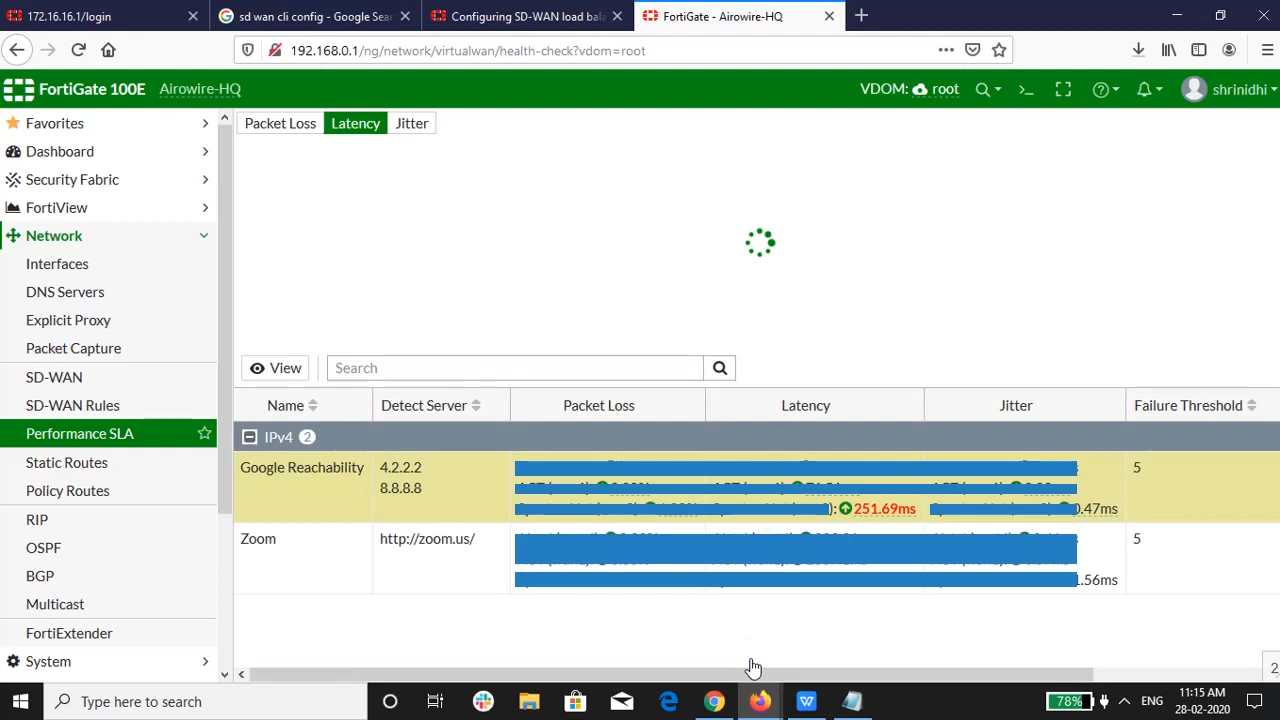 172.16.16.1/login
sd wan cli config - Google Sea
Configuring SD-WAN load bala
FortiGate - Airowire-HQ
192.168.0.1/ng/network/virtualwan/health-check?vdom=root
FortiGate 100E
Airowire-HQ
VDOM: root
shrinidhi
Favorites
Dashboard
Security Fabric
FortiView
Network
Interfaces
DNS Servers
Explicit Proxy
Packet Capture
SD-WAN
SD-WAN Rules
Performance SLA
Static Routes
Policy Routes
RIP
OSPF
BGP
Multicast
FortiExtender
System
Packet Loss Latency Jitter
View Search
Name Detect Server Packet Loss Latency Jitter Failure Threshold
IPv4 2
Google Reachability 4.2.2.2 5
8.8.8.8
): 251.69ms 0.47ms
Zoom http://zoom.us/ 5
.56ms
2
Type here to search
78%
ENG
11:15 AM
28-02-2020